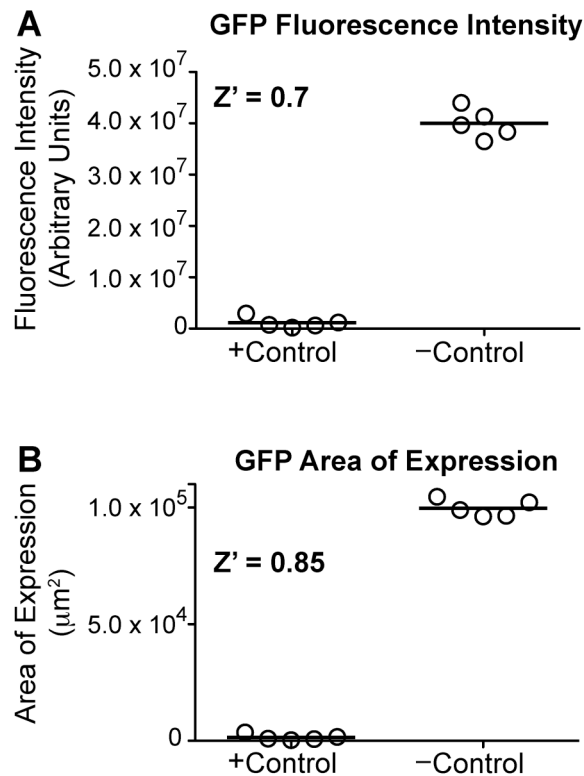 A GFP Fluorescence Intensity
Fluorescence Intensity
(Arbitrary Units)
5.0 x 10⁷
Z’ = 0.7
4.0 x 10⁷
3.0 x 10⁷
2.0 x 10⁷
1.0 x 10⁷
0
+Control −Control
B GFP Area of Expression
Area of Expression
(μm²)
1.0 x 10⁵
Z’ = 0.85
5.0 x 10⁴
0
+Control −Control